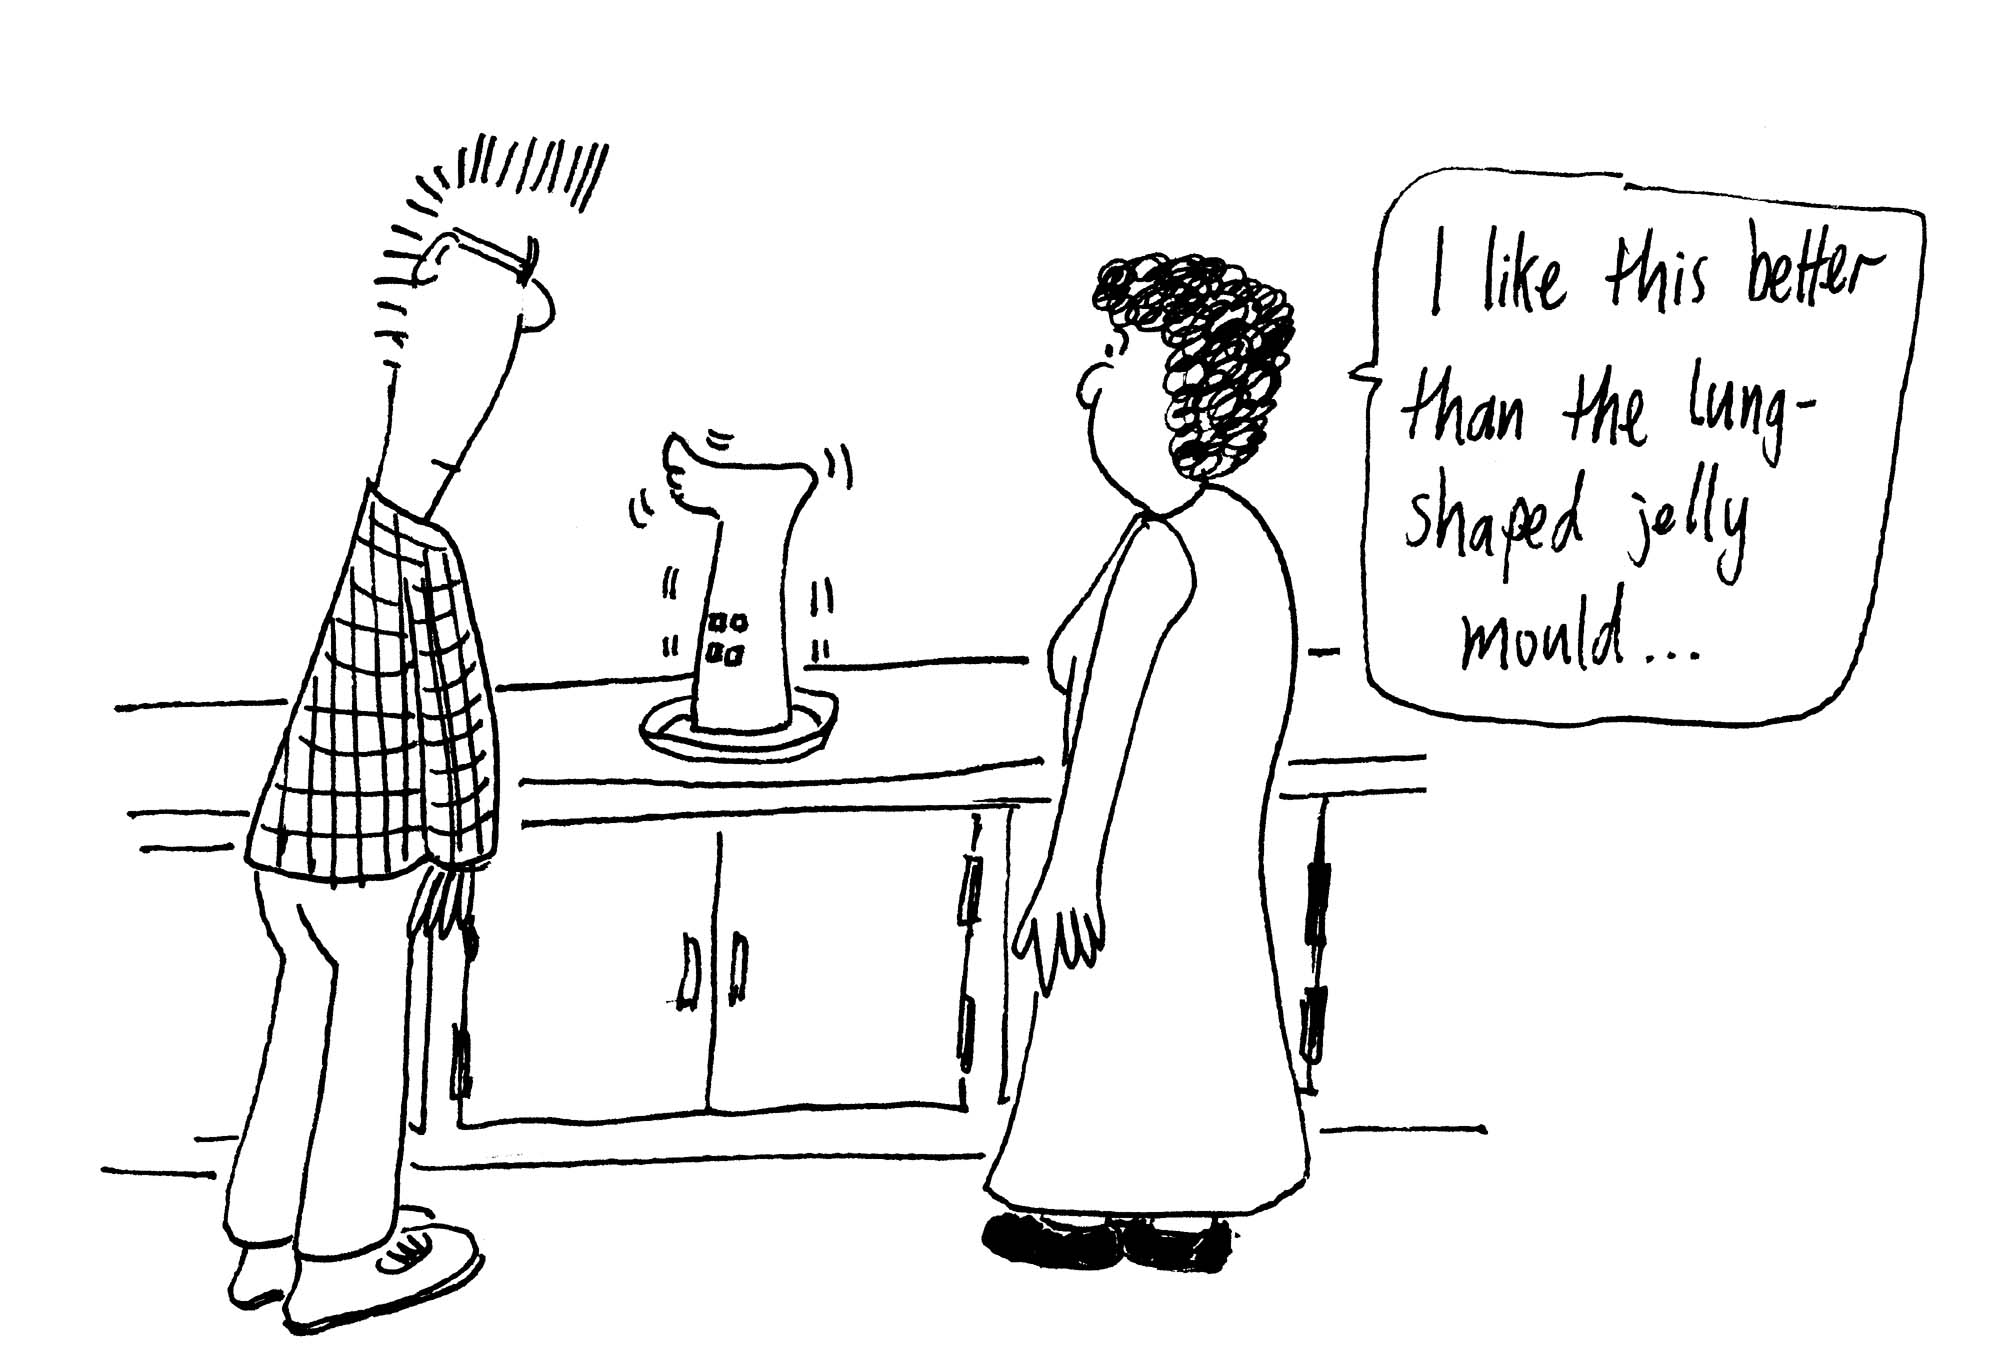 I like this better
than the lung-
shaped jelly
mould...